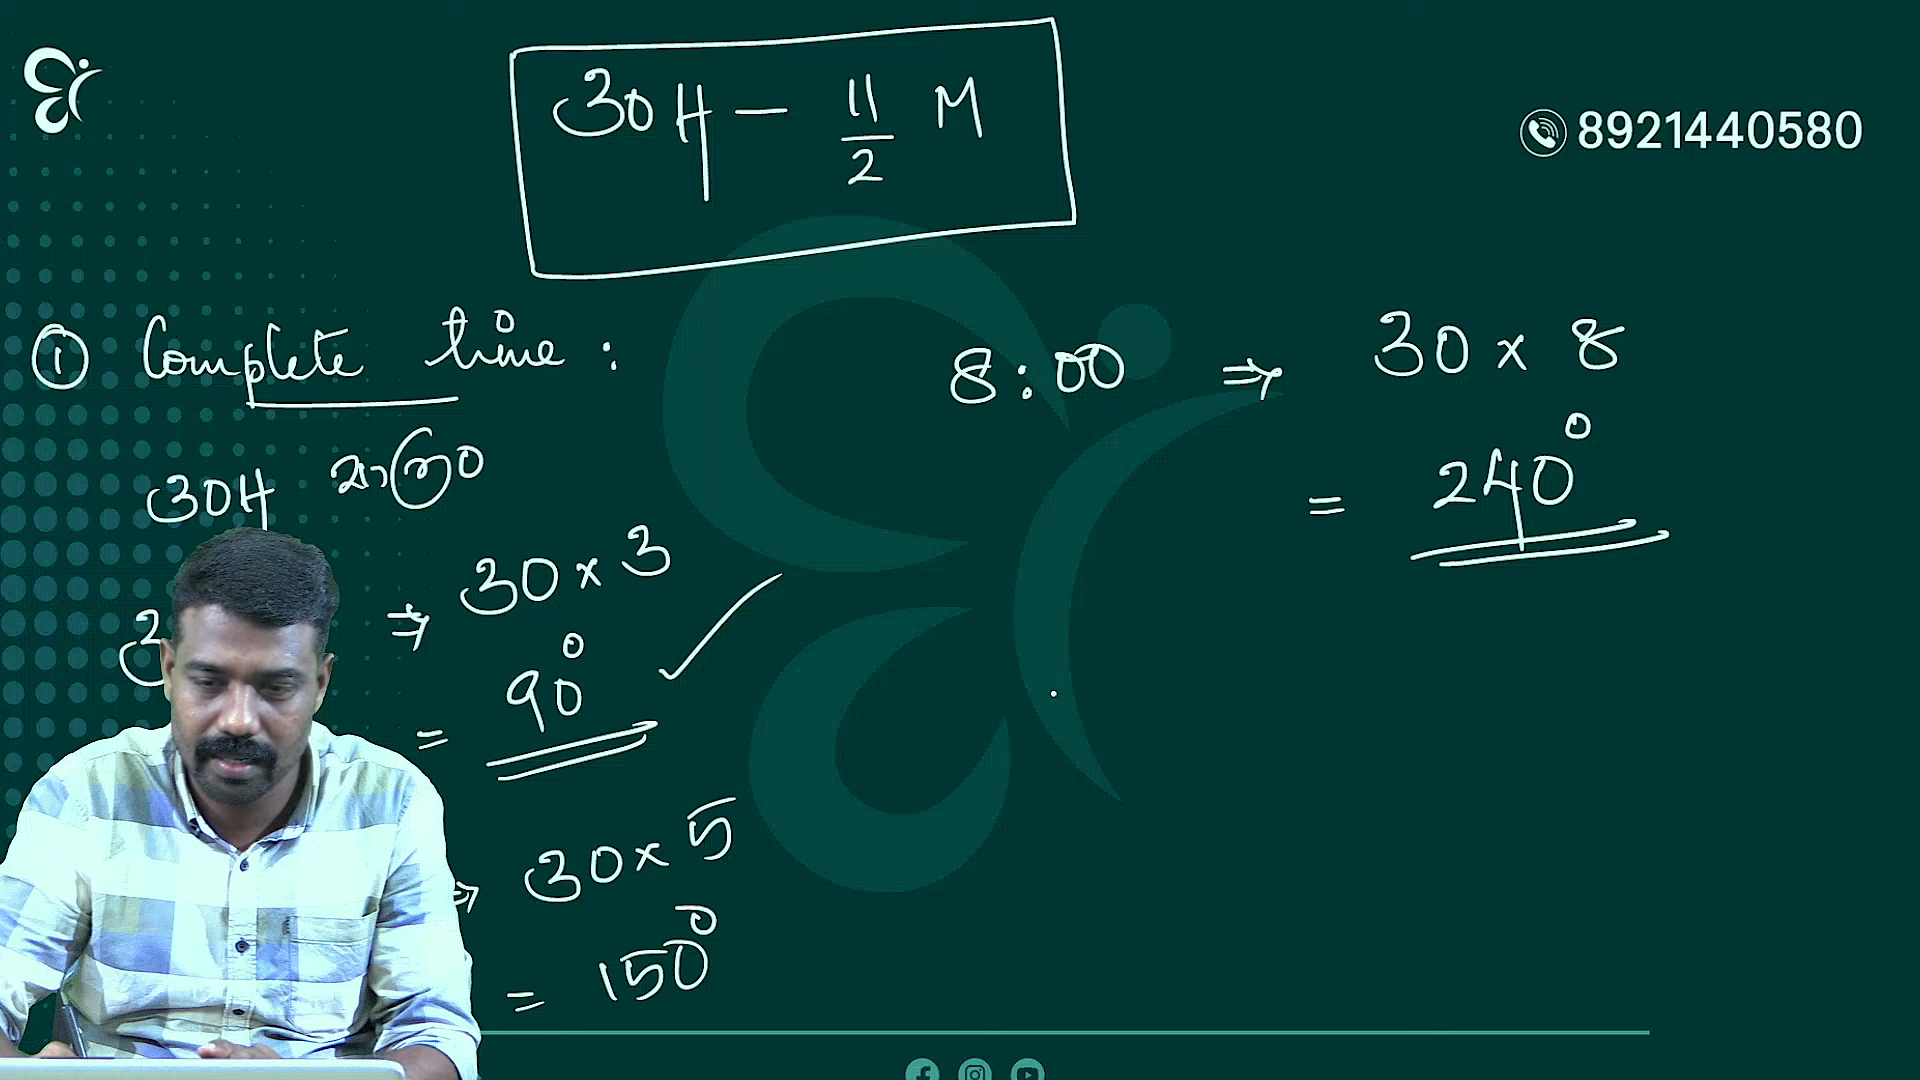 30H - 11/2 M
8921440580
① Complete time :
30H മാത്രം
3
⇒ 30 × 3
= 90°
⇒ 30 × 5
= 150°
8:00 ⇒ 30 × 8
= 240°